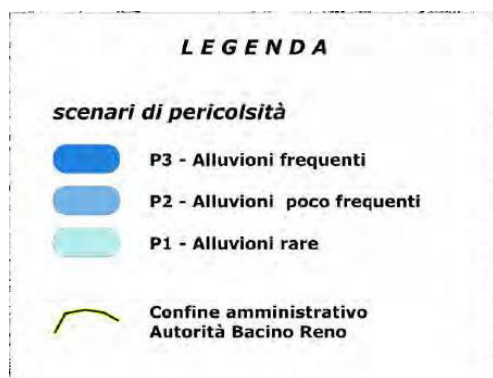 LEGENDA
scenari di pericolsità
P3 - Alluvioni frequenti
P2 - Alluvioni poco frequenti
P1 - Alluvioni rare
Confine amministrativo
Autorità Bacino Reno